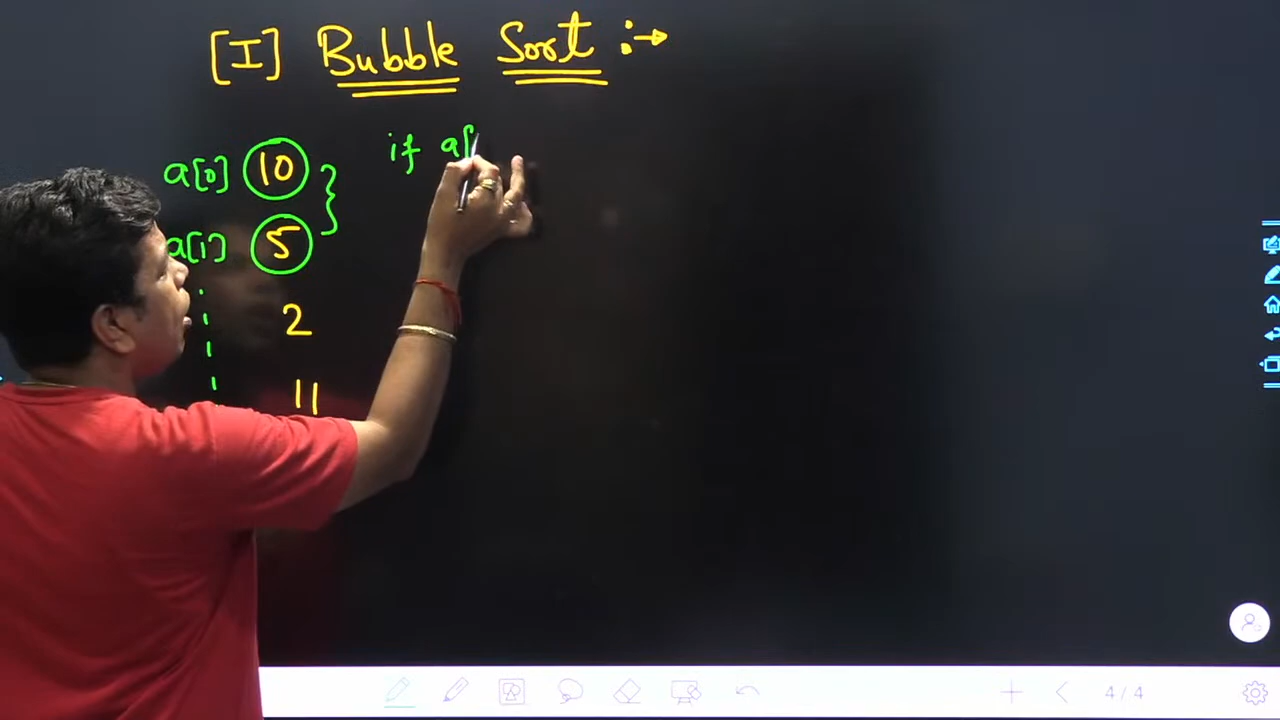 [I] Bubble Sort :→
a[0] 10 } if a[
a[1] 5
2
11
4 / 4